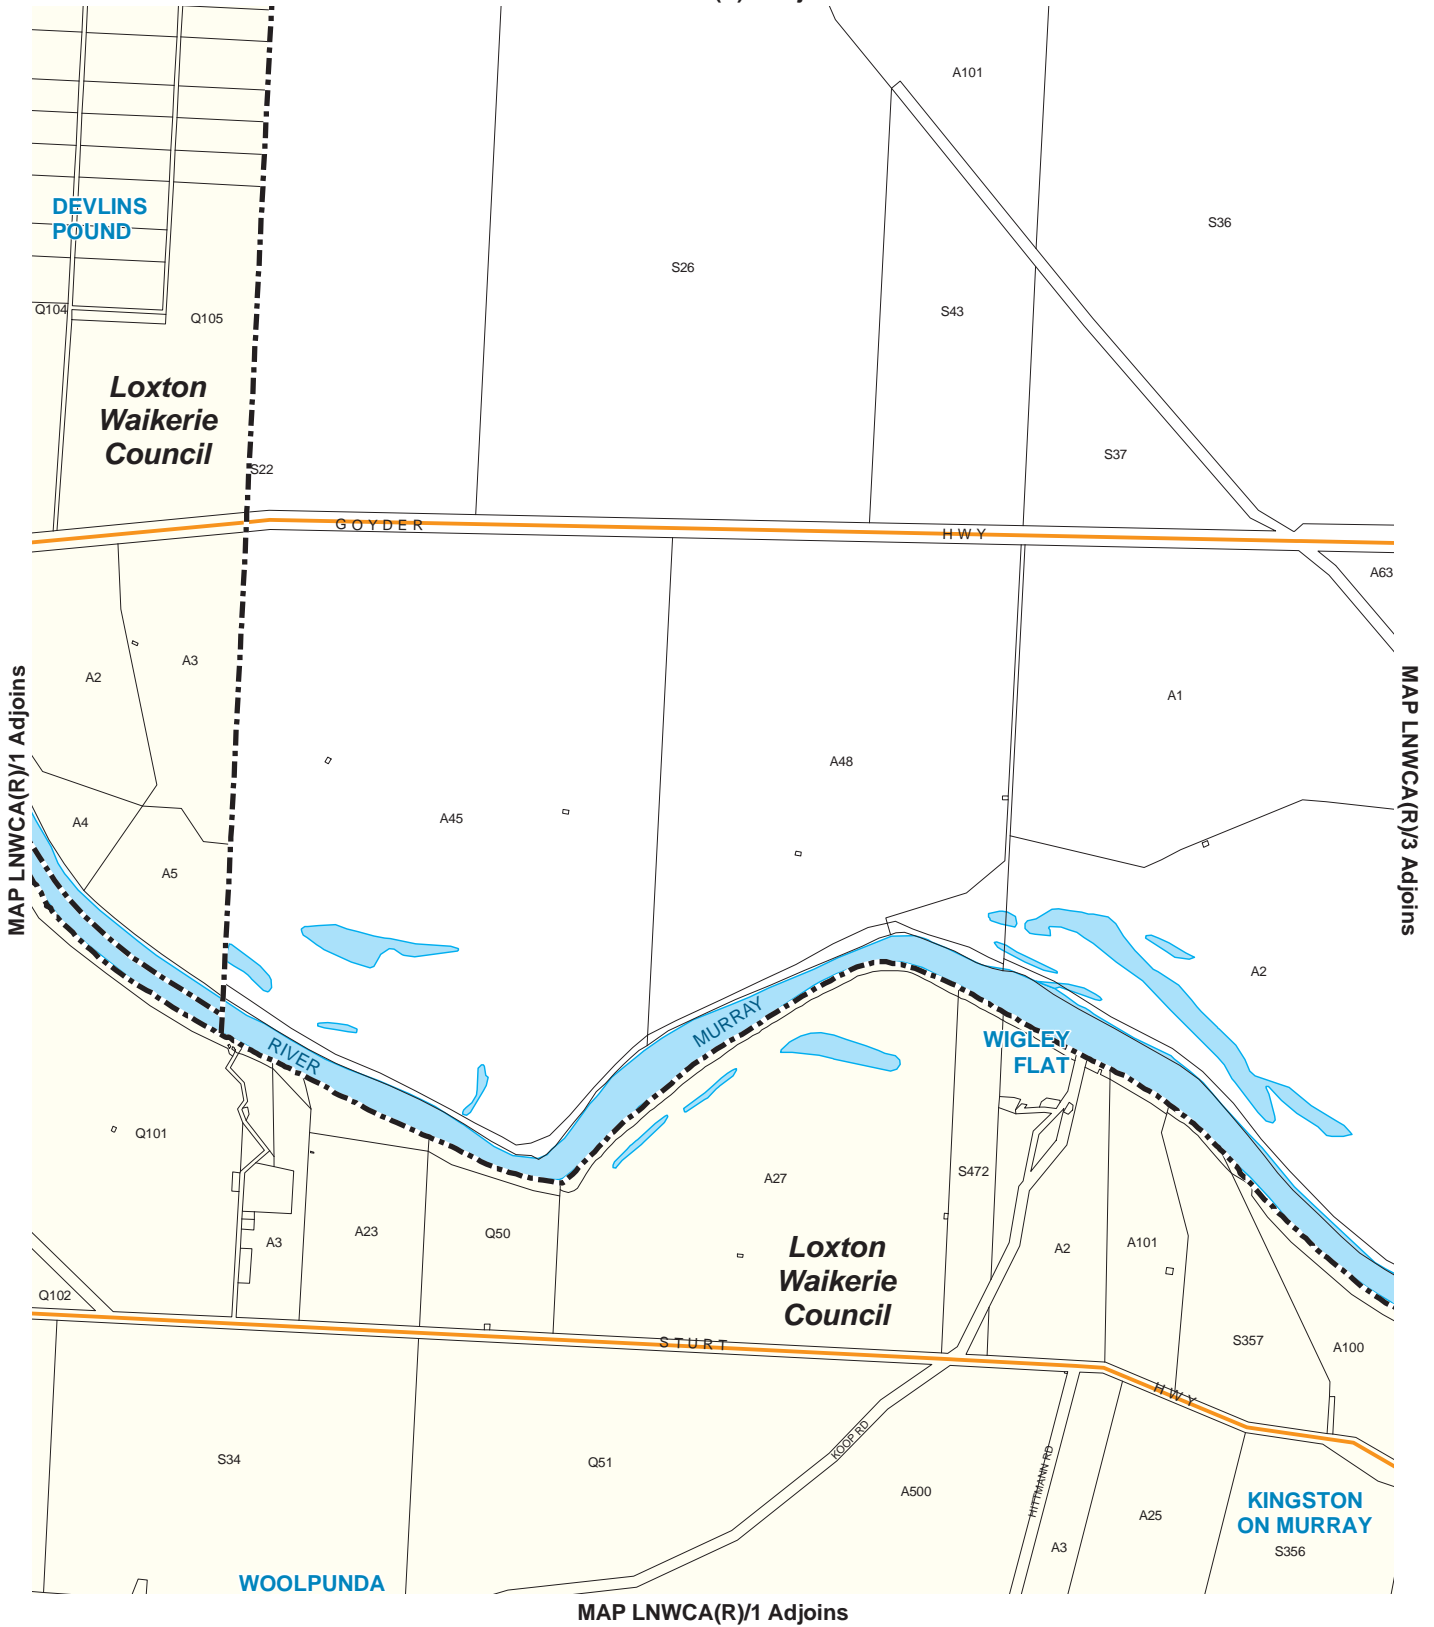 A101
S36
DEVLINS
POUND
S26
Q104
Q105
S43
Loxton
Waikerie
Council
S22
S37
GOYDER
HWY
A63
A2
A3
A1
MAP LNWCA(R)/1 Adjoins
MAP LNWCA(R)/3 Adjoins
A48
A45
A4
A5
A2
RIVER
MURRAY
WIGLEY
FLAT
Q101
A27
S472
A3
A23
Q50
A2
A101
Loxton
Waikerie
Council
Q102
STURT
HWY
S357
A100
KOOP RD
HITTMANN RD
S34
Q51
A500
A25
KINGSTON
ON MURRAY
A3
S356
WOOLPUNDA
MAP LNWCA(R)/1 Adjoins